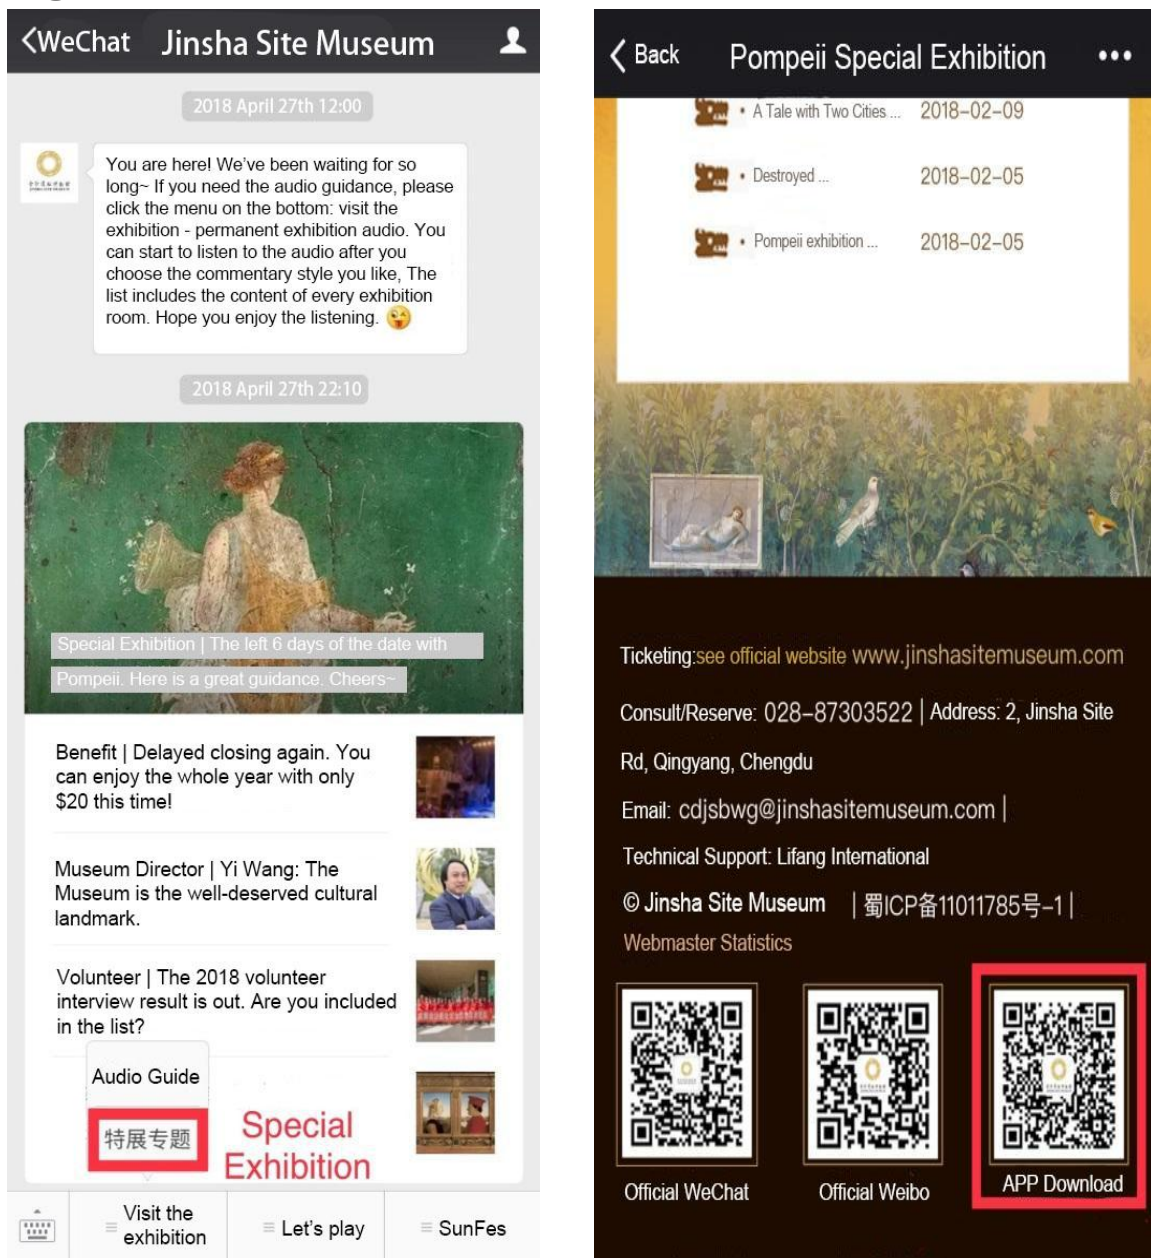 WeChat
Jinsha Site Museum
2018 April 27th 12:00
You are here! We've been waiting for so
long~ If you need the audio guidance, please
click the menu on the bottom: visit the
exhibition - permanent exhibition audio. You
can start to listen to the audio after you
choose the commentary style you like, The
list includes the content of every exhibition
room. Hope you enjoy the listening.
2018 April 27th 22:10
Special Exhibition | The left 6 days of the date with
Pompeii. Here is a great guidance. Cheers~
Benefit | Delayed closing again. You
can enjoy the whole year with only
$20 this time!
Museum Director | Yi Wang: The
Museum is the well-deserved cultural
landmark.
Volunteer | The 2018 volunteer
interview result is out. Are you included
in the list?
Audio Guide
特展专题
Special
Exhibition
Visit the
exhibition
Let's play
SunFes
Back
Pompeii Special Exhibition
• A Tale with Two Cities ... 2018-02-09
• Destroyed ... 2018-02-05
• Pompeii exhibition ... 2018-02-05
Ticketing:see official website www.jinshasitemuseum.com
Consult/Reserve: 028-87303522 | Address: 2, Jinsha Site
Rd, Qingyang, Chengdu
Email: cdjsbwg@jinshasitemuseum.com |
Technical Support: Lifang International
© Jinsha Site Museum | 蜀ICP备11011785号-1 |
Webmaster Statistics
Official WeChat
Official Weibo
APP Download